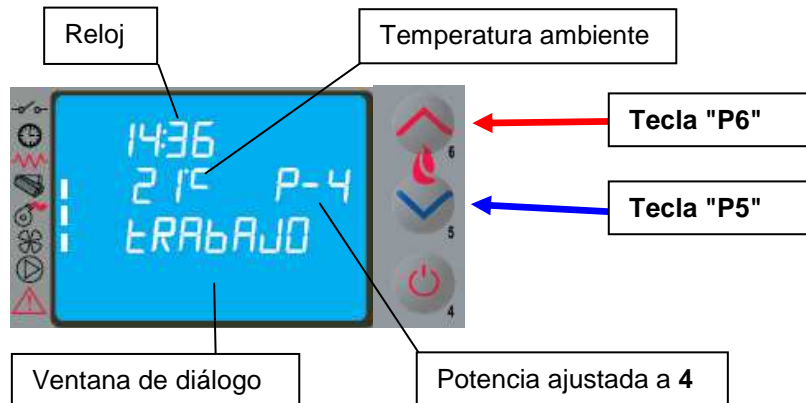 Reloj
Temperatura ambiente
14:36
21°C P-4
tRAbAJO
6
Tecla "P6"
5
Tecla "P5"
4
Ventana de diálogo
Potencia ajustada a 4